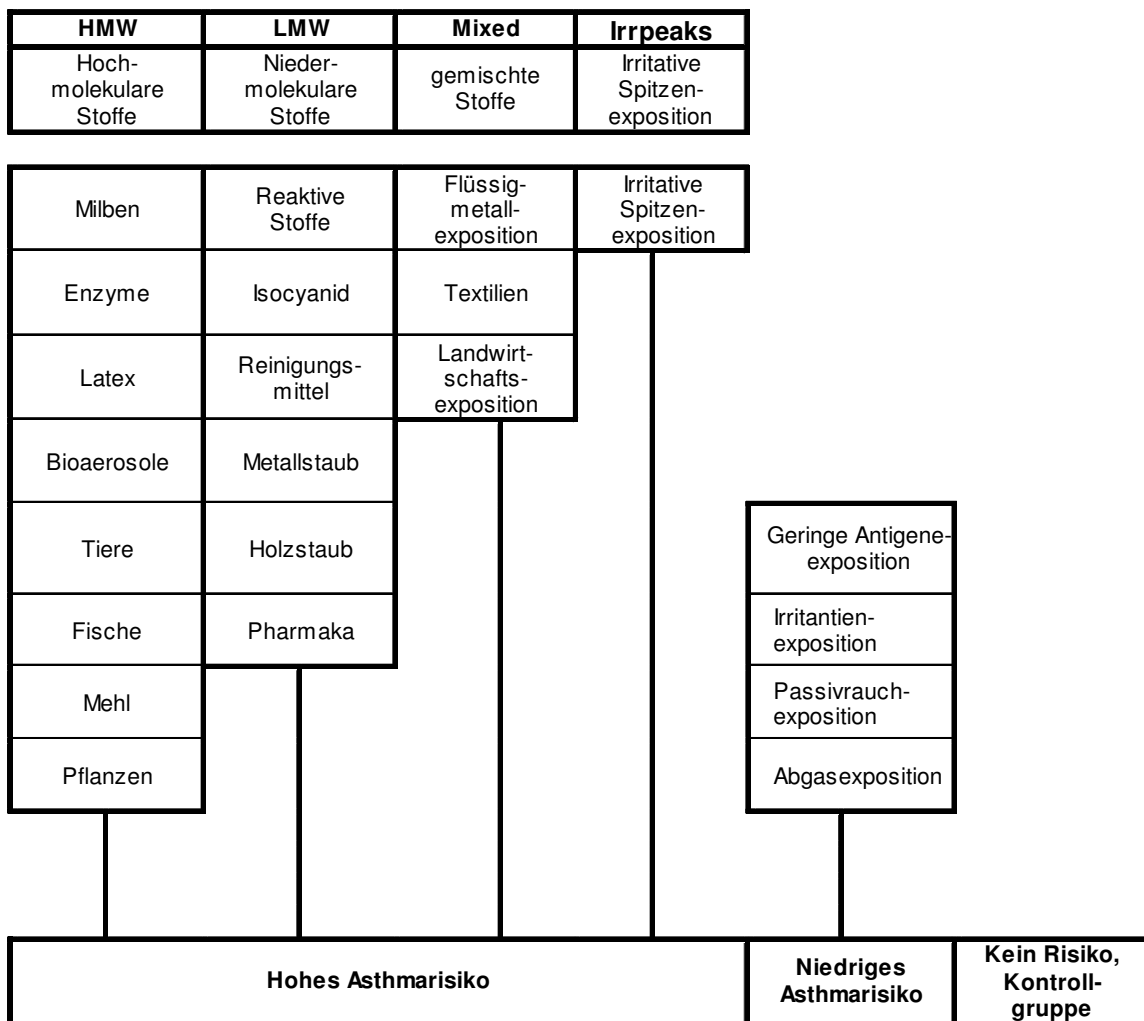 HMW
LMW
Mixed
Irrpeaks
Hoch-
molekulare
Stoffe
Nieder-
molekulare
Stoffe
gemischte
Stoffe
Irritative
Spitzen-
exposition
Milben
Reaktive
Stoffe
Flüssig-
metall-
exposition
Irritative
Spitzen-
exposition
Enzyme
Isocyanid
Textilien
Latex
Reinigungs-
mittel
Landwirt-
schafts-
exposition
Bioaerosole
Metallstaub
Tiere
Holzstaub
Geringe Antigene-
exposition
Fische
Pharmaka
Irritantien-
exposition
Mehl
Passivrauch-
exposition
Pflanzen
Abgasexposition
Hohes Asthmarisiko
Niedriges
Asthmarisiko
Kein Risiko,
Kontroll-
gruppe